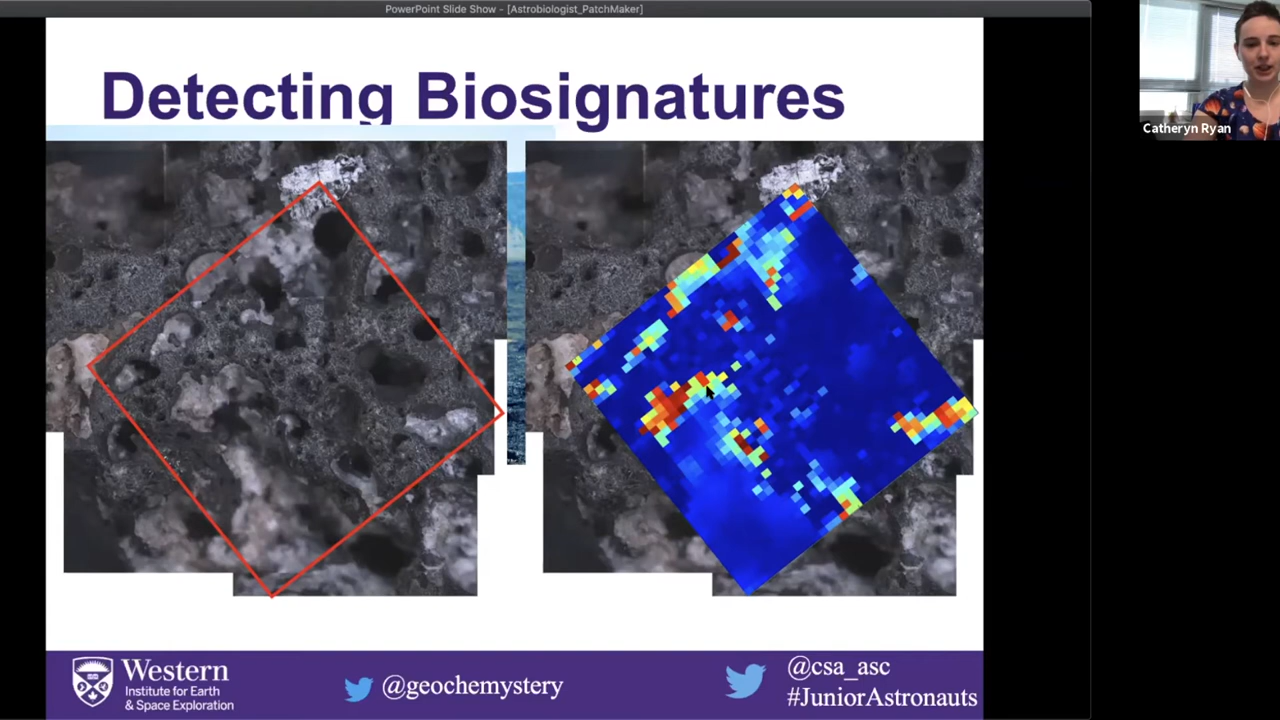 PowerPoint Slide Show - [Astrobiologist_PatchMaker]
Detecting Biosignatures
Catheryn Ryan
Western
Institute for Earth
& Space Exploration
@geochemystery
@csa_asc
#JuniorAstronauts